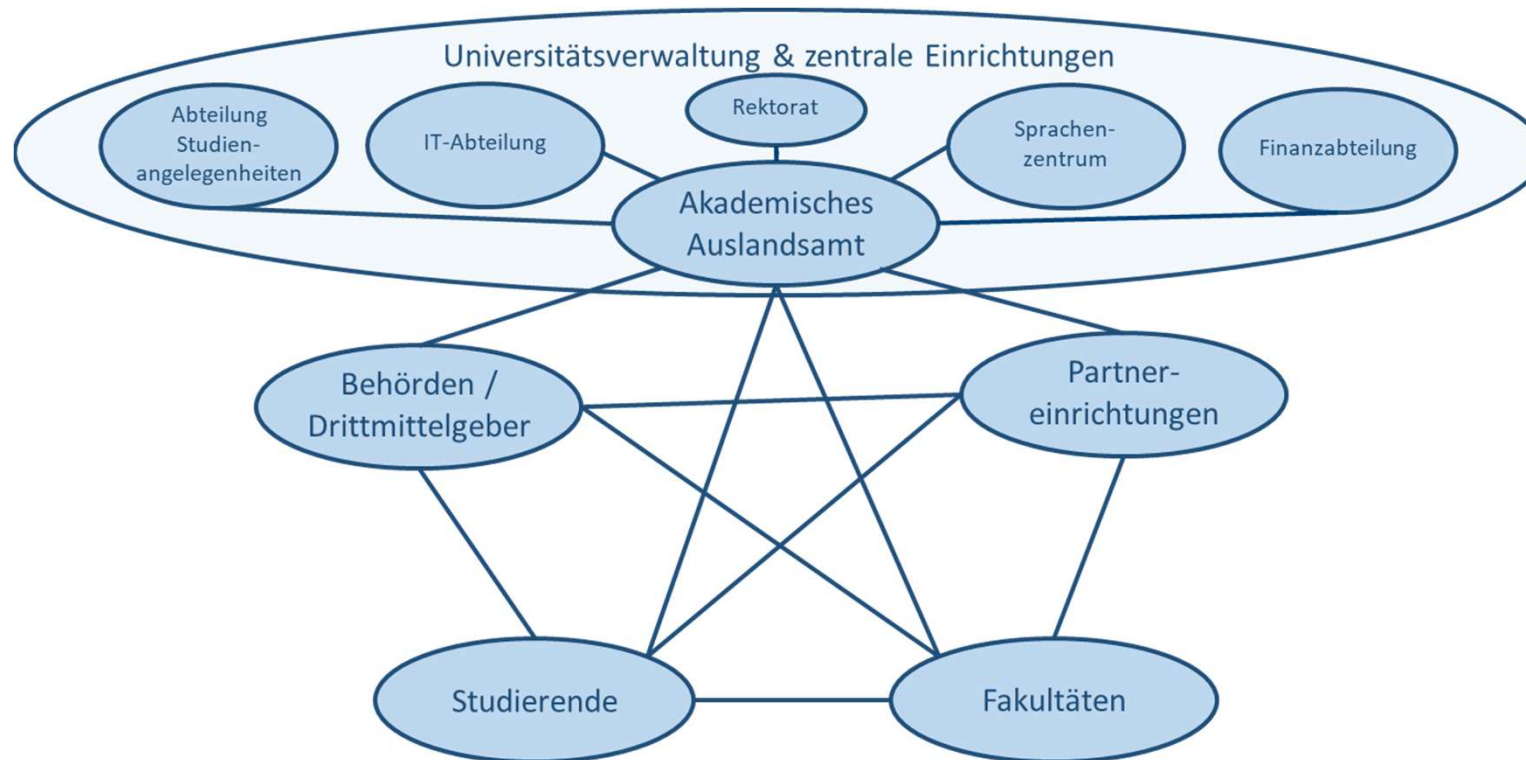 Universitätsverwaltung & zentrale Einrichtungen
Abteilung
Studien-
angelegenheiten
IT-Abteilung
Rektorat
Sprachen-
zentrum
Finanzabteilung
Akademisches
Auslandsamt
Behörden /
Drittmittelgeber
Partner-
einrichtungen
Studierende
Fakultäten